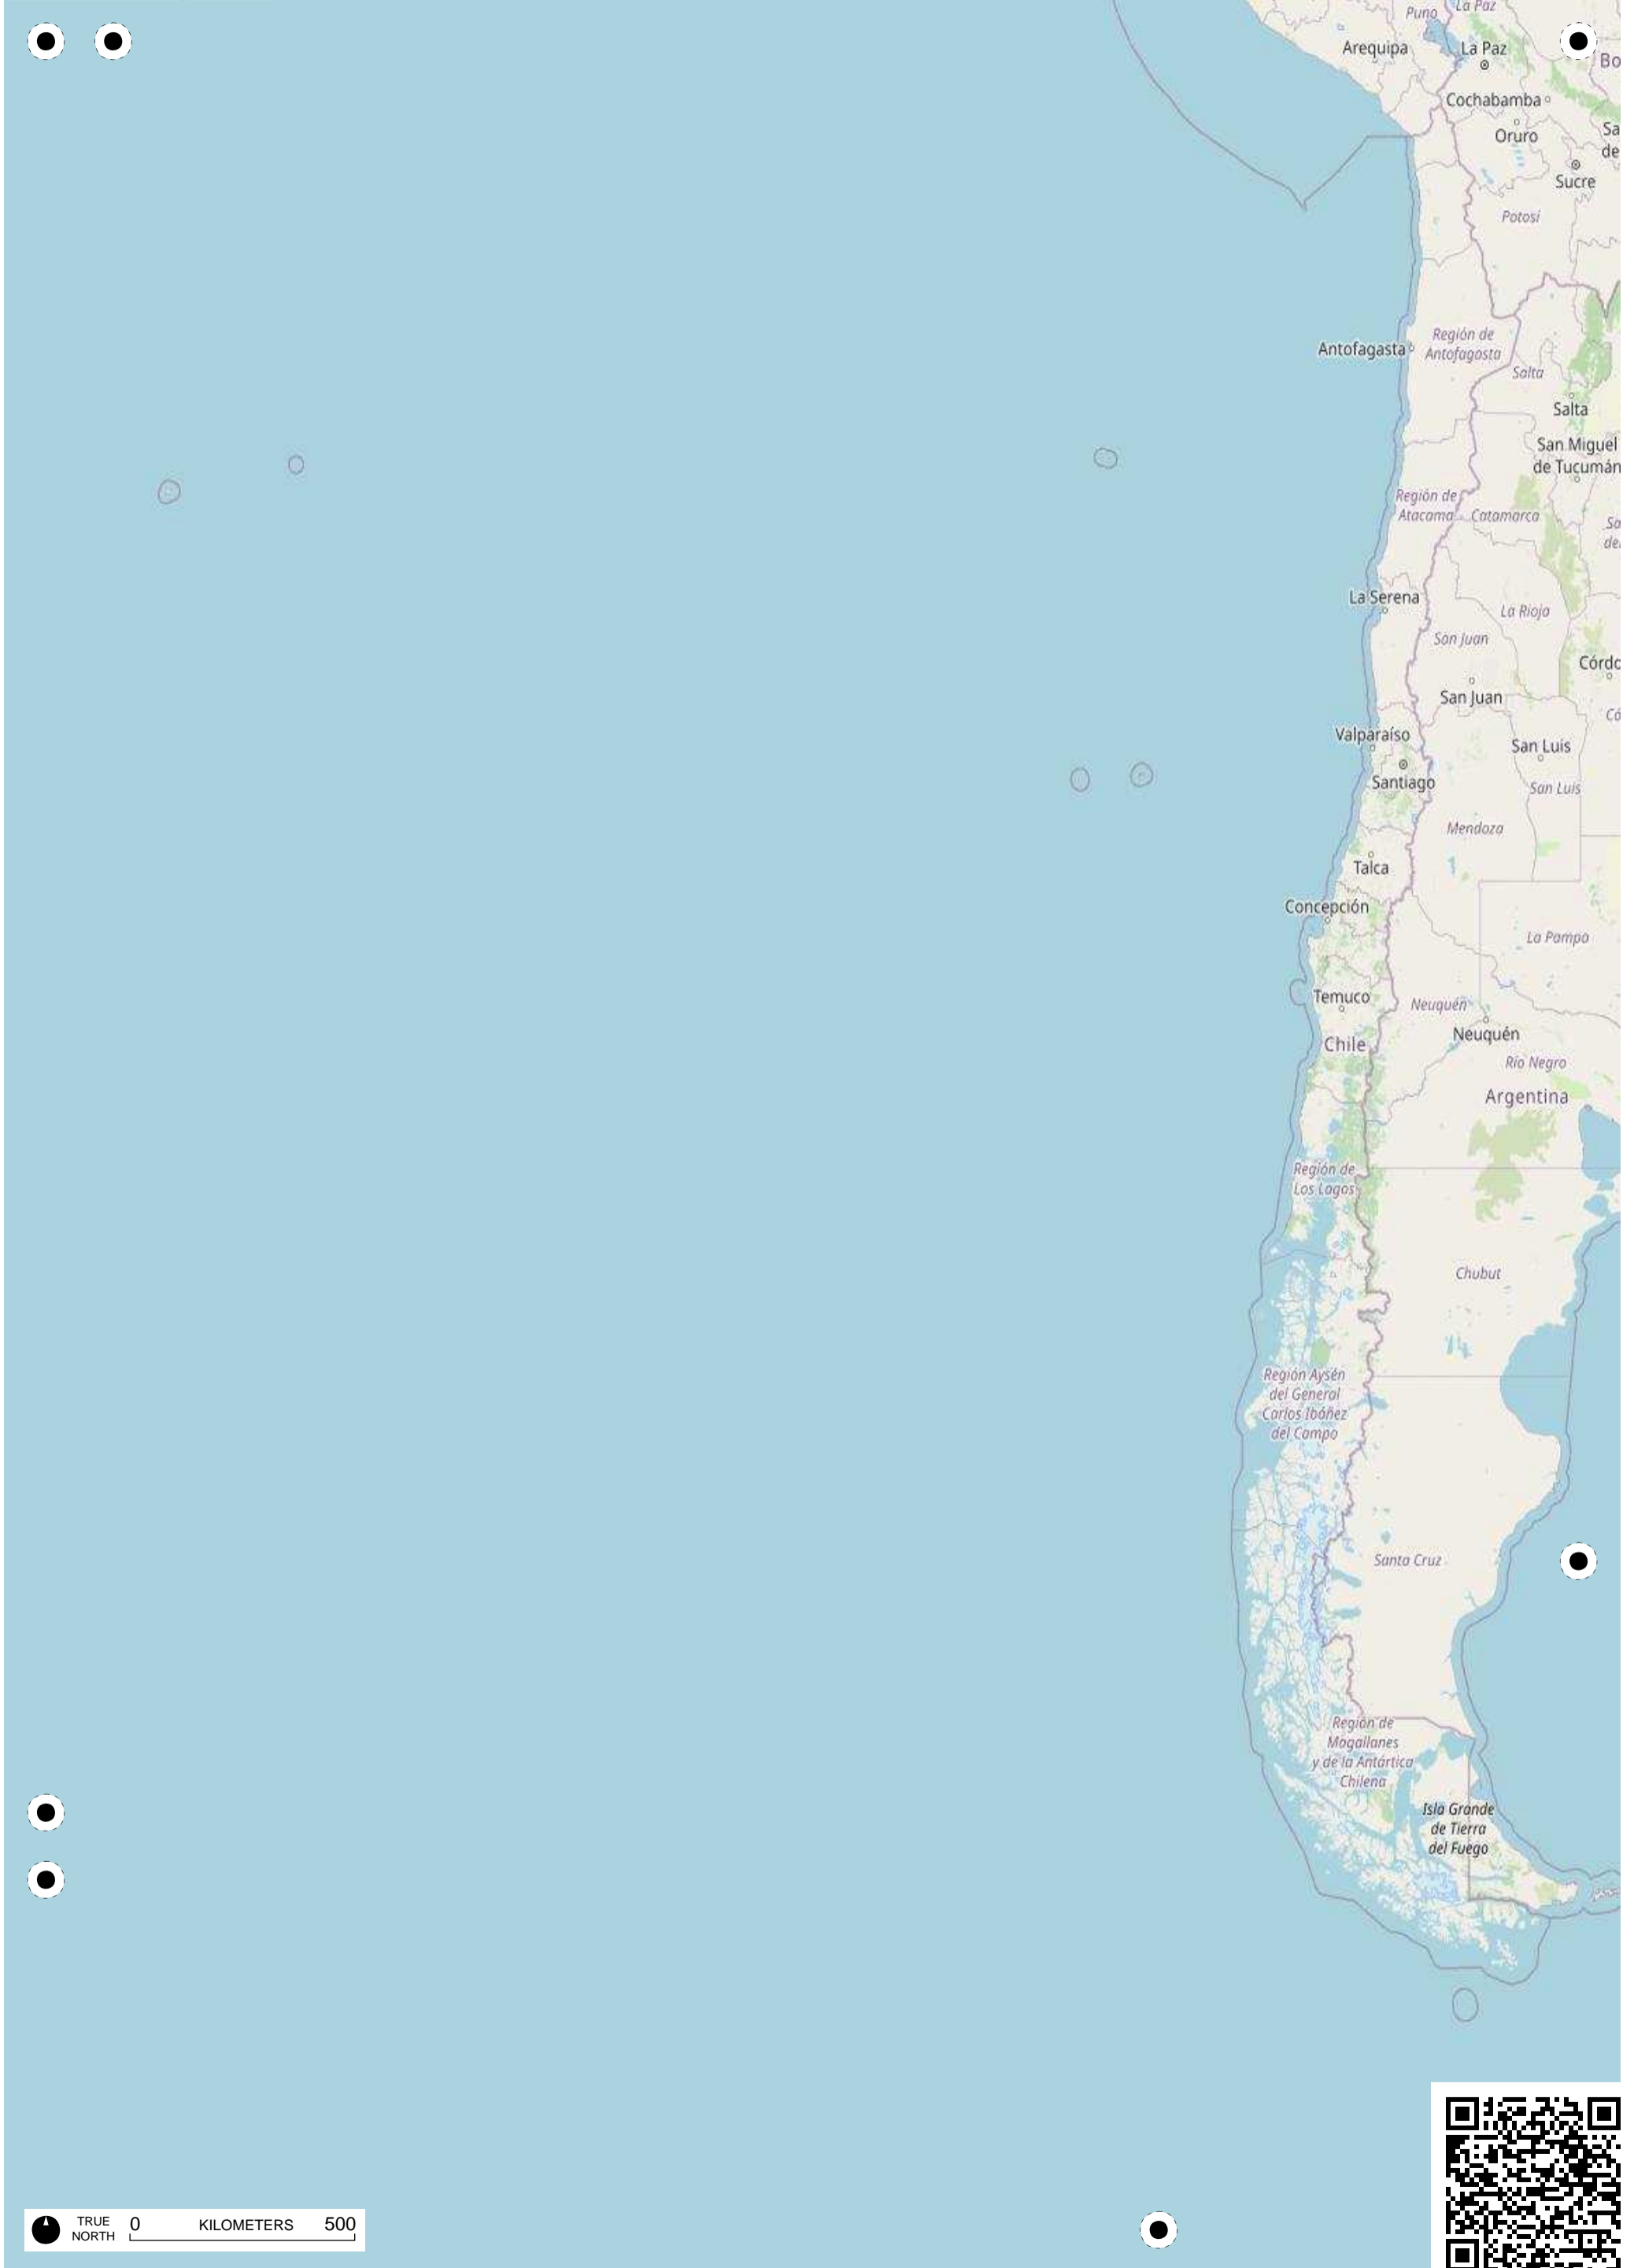 Puno
La Paz
Arequipa
La Paz
Bo
Cochabamba
Oruro
Sa
de
Sucre
Potosí
Antofagasta
Región de
Antofagasta
Salta
Salta
San Miguel
de Tucumán
Región de
Atacama
Catamarca
Sa
de
La Serena
La Rioja
San Juan
Córdo
San Juan
Có
Valparaíso
San Luis
Santiago
San Luis
Mendoza
Talca
Concepción
La Pampa
Temuco
Neuquén
Neuquén
Chile
Río Negro
Argentina
Región de
Los Lagos
Chubut
Región Aysén
del General
Carlos Ibáñez
del Campo
Santa Cruz
Región de
Magallanes
y de la Antártica
Chilena
Isla Grande
de Tierra
del Fuego
TRUE
NORTH
0 KILOMETERS 500